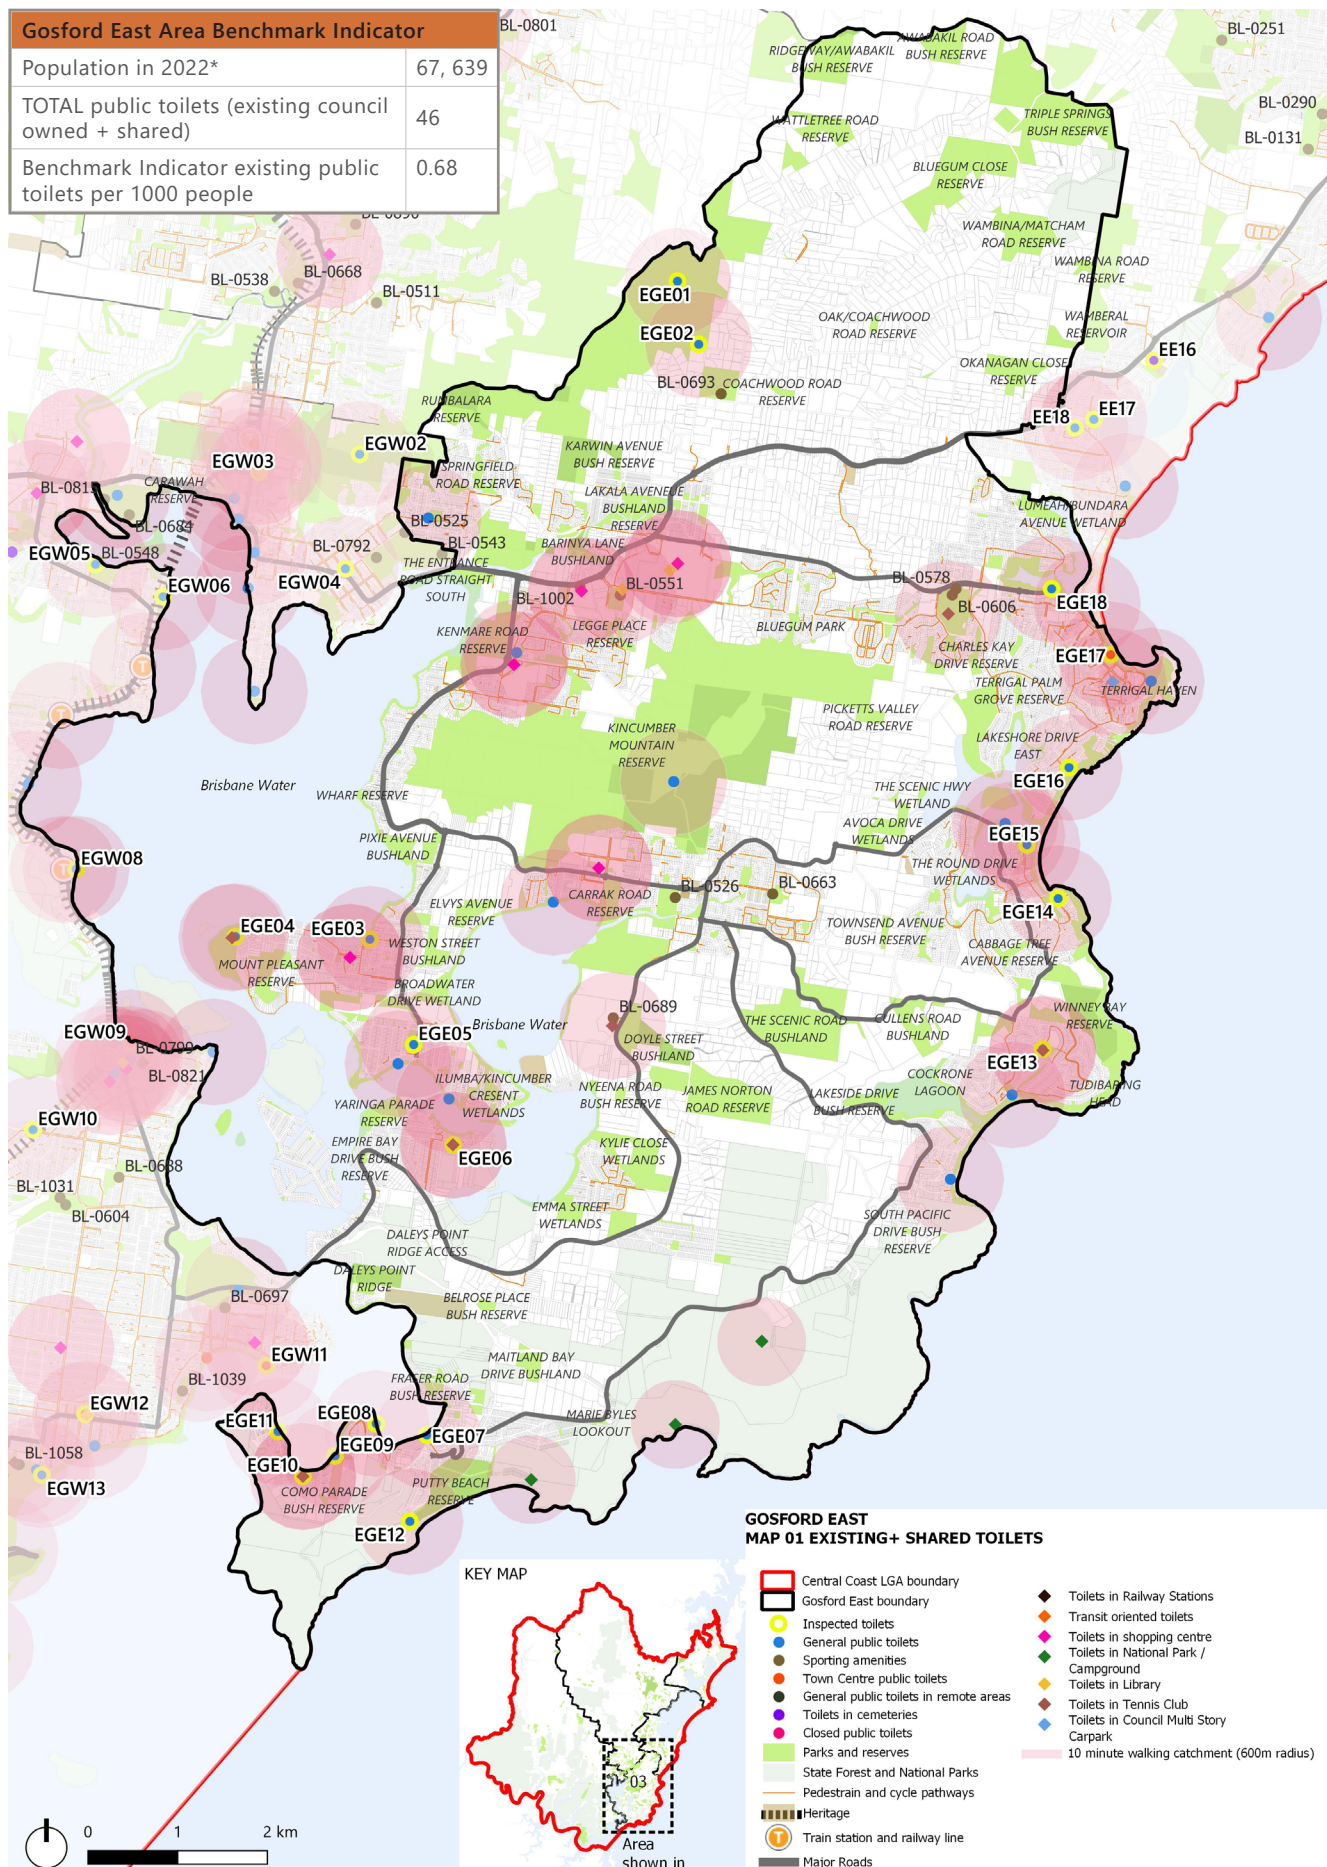 Gosford East Area Benchmark Indicator
Population in 2022*
67, 639
TOTAL public toilets (existing council
owned + shared)
46
Benchmark Indicator existing public
toilets per 1000 people
0.68
BL-0801
RIDGEWAY/AWABAKIL
BUSH RESERVE
AWABAKIL ROAD
BUSH RESERVE
BL-0251
BL-0290
BL-0131
WATTLETREE ROAD
RESERVE
TRIPLE SPRINGS
BUSH RESERVE
BLUEGUM CLOSE
RESERVE
WAMBINA/MATCHAM
ROAD RESERVE
WAMBINA ROAD
RESERVE
BL-0668
BL-0538
BL-0511
EGE01
EGE02
OAK/COACHWOOD
ROAD RESERVE
WAMBERAL
RESERVOIR
EE16
BL-0693
COACHWOOD ROAD
RESERVE
OKANAGAN CLOSE
RESERVE
RUMBALARA
RESERVE
EE18
EE17
EGW02
EGW03
KARWIN AVENUE
BUSH RESERVE
SPRINGFIELD
ROAD RESERVE
CARAWAH
RESERVE
LAKALA AVENEUE
BUSHLAND
RESERVE
LUMEAH/BUNDARA
AVENUE WETLAND
BL-0684
BL-0525
BL-0543
BARINYA LANE
BUSHLAND
EGW05
BL-0548
BL-0792
EGW04
EGW06
THE ENTRANCE
ROAD STRAIGHT
SOUTH
BL-1002
BL-0551
BL-0578
BL-0606
EGE18
KENMARE ROAD
RESERVE
LEGGE PLACE
RESERVE
BLUEGUM PARK
CHARLES KAY
DRIVE RESERVE
EGE17
TERRIGAL PALM
GROVE RESERVE
TERRIGAL HAVEN
PICKETTS VALLEY
ROAD RESERVE
KINCUMBER
MOUNTAIN
RESERVE
LAKESHORE DRIVE
EAST
EGE16
Brisbane Water
WHARF RESERVE
THE SCENIC HWY
WETLAND
AVOCA DRIVE
WETLANDS
EGE15
PIXIE AVENUE
BUSHLAND
EGW08
THE ROUND DRIVE
WETLANDS
BL-0526
BL-0663
CARRAK ROAD
RESERVE
ELVYS AVENUE
RESERVE
EGE14
TOWNSEND AVENUE
BUSH RESERVE
EGE04
EGE03
WESTON STREET
BUSHLAND
CABBAGE TREE
AVENUE RESERVE
MOUNT PLEASANT
RESERVE
BROADWATER
DRIVE WETLAND
BL-0689
Brisbane Water
WINNEY BAY
RESERVE
EGW09
BL-0799
BL-0821
EGE05
DOYLE STREET
BUSHLAND
THE SCENIC ROAD
BUSHLAND
CULLENS ROAD
BUSHLAND
EGE13
ILUMBA/KINCUMBER
CRESENT
WETLANDS
NYEENA ROAD
BUSH RESERVE
JAMES NORTON
ROAD RESERVE
LAKESIDE DRIVE
BUSH RESERVE
COCKRONE
LAGOON
TUDIBARING
HEAD
EGW10
YARINGA PARADE
RESERVE
EMPIRE BAY
DRIVE BUSH
RESERVE
EGE06
KYLIE CLOSE
WETLANDS
BL-0688
BL-1031
BL-0604
EMMA STREET
WETLANDS
SOUTH PACIFIC
DRIVE BUSH
RESERVE
DALEYS POINT
RIDGE ACCESS
DALEYS POINT
RIDGE
BL-0697
BELROSE PLACE
BUSH RESERVE
EGW11
BL-1039
MAITLAND BAY
DRIVE BUSHLAND
FRASER ROAD
BUSH RESERVE
EGW12
MARIE BYLES
LOOKOUT
EGE11
EGE08
EGE07
EGE09
EGE10
BL-1058
EGW13
COMO PARADE
BUSH RESERVE
PUTTY BEACH
RESERVE
EGE12
GOSFORD EAST
MAP 01 EXISTING+ SHARED TOILETS
KEY MAP
03
Area
shown in
Central Coast LGA boundary
Gosford East boundary
Inspected toilets
General public toilets
Sporting amenities
Town Centre public toilets
General public toilets in remote areas
Toilets in cemeteries
Closed public toilets
Parks and reserves
State Forest and National Parks
Pedestrain and cycle pathways
Heritage
T Train station and railway line
Major Roads
Toilets in Railway Stations
Transit oriented toilets
Toilets in shopping centre
Toilets in National Park /
Campground
Toilets in Library
Toilets in Tennis Club
Toilets in Council Multi Story
Carpark
10 minute walking catchment (600m radius)
0 1 2 km